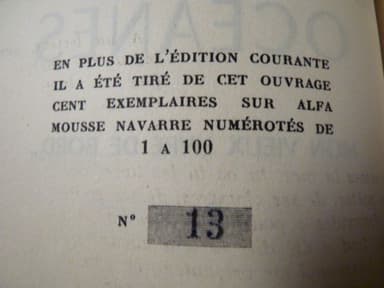 EN PLUS DE L'ÉDITION COURANTE
IL A ÉTÉ TIRÉ DE CET OUVRAGE
CENT EXEMPLAIRES SUR ALFA
MOUSSE NAVARRE NUMÉROTÉS DE
1 A 100
N° 13